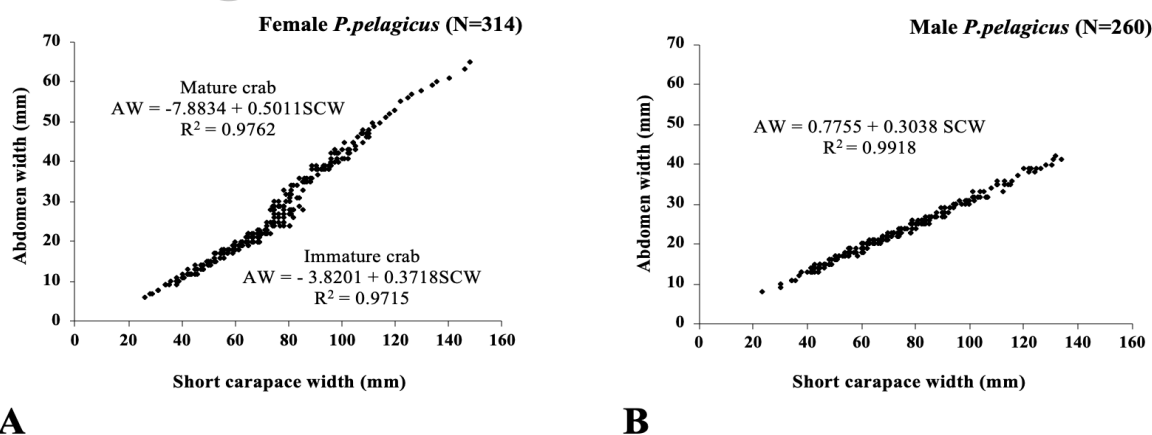 Female P.pelagicus (N=314)
70
60
50
40
30
20
10
0
Abdomen width (mm)
Mature crab
AW = -7.8834 + 0.5011SCW
R² = 0.9762
Immature crab
AW = - 3.8201 + 0.3718SCW
R² = 0.9715
0 20 40 60 80 100 120 140 160
Short carapace width (mm)
A
Male P.pelagicus (N=260)
70
60
50
40
30
20
10
0
Abdomen width (mm)
AW = 0.7755 + 0.3038 SCW
R² = 0.9918
0 20 40 60 80 100 120 140 160
Short carapace width (mm)
B